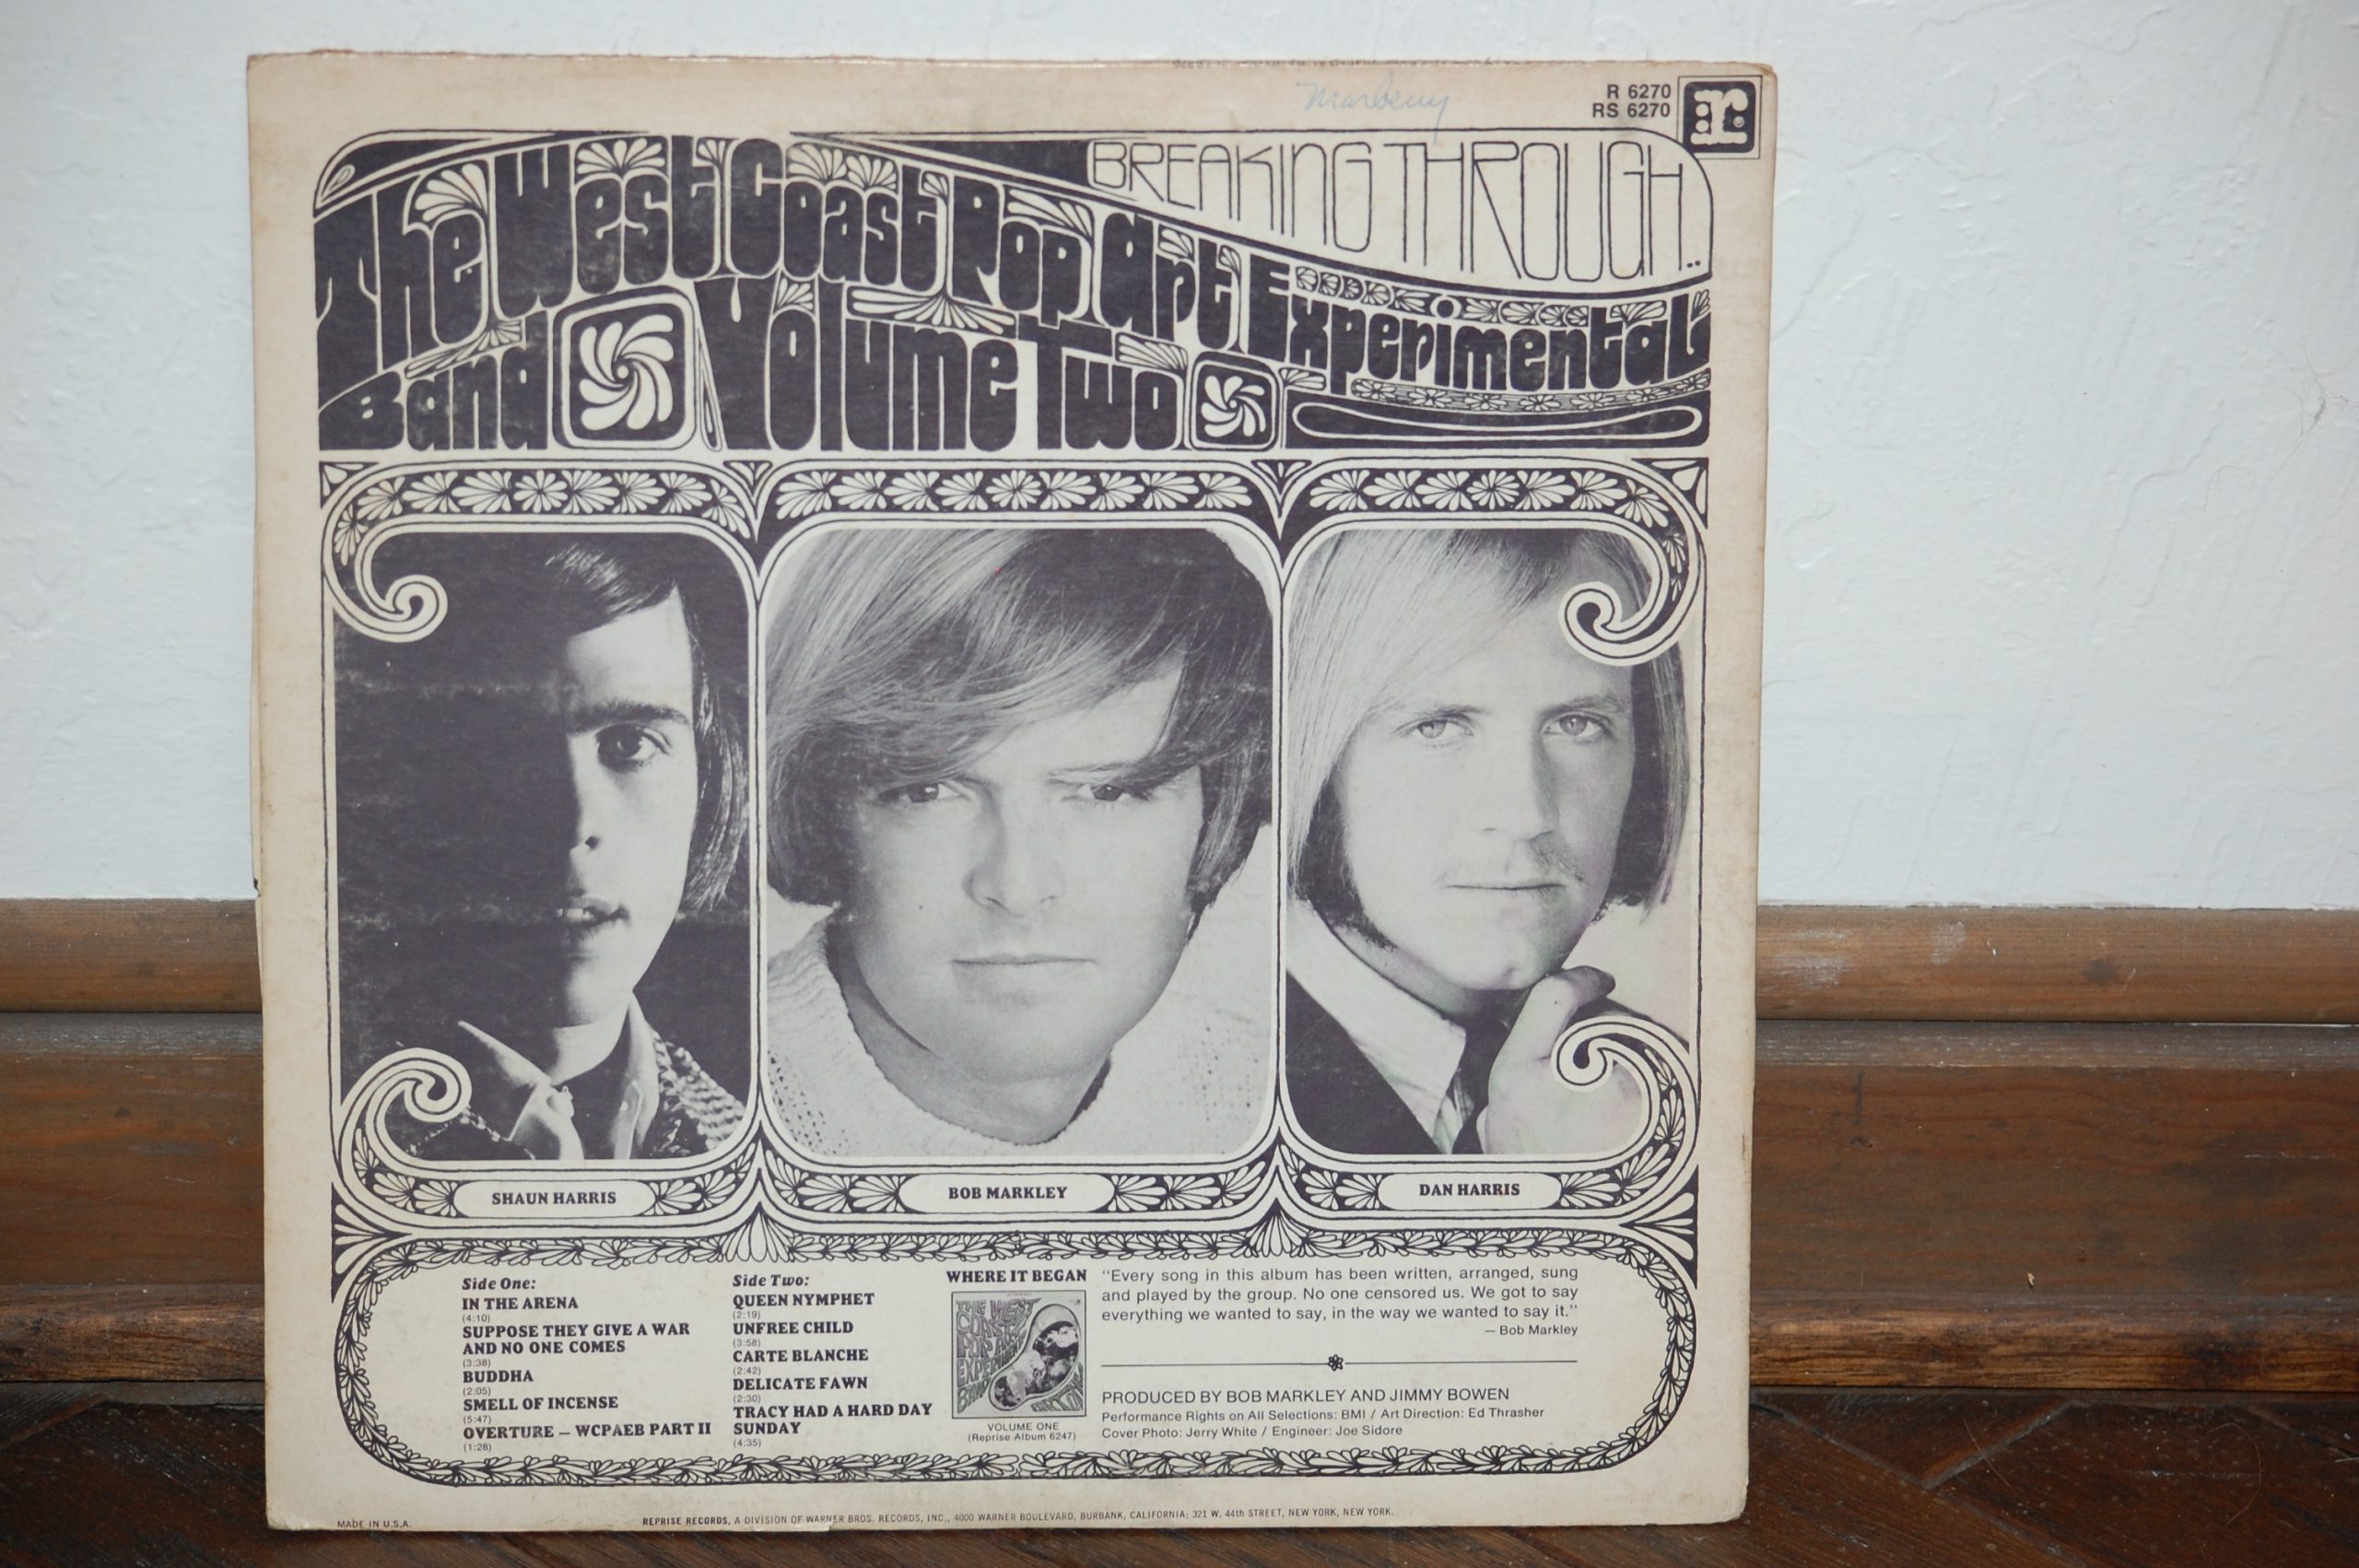 Marbeny
R 6270
RS 6270
r
BREAKING THROUGH..
The West Coast Pop Art Experimental
Band Volume Two
SHAUN HARRIS
BOB MARKLEY
DAN HARRIS
Side One:
IN THE ARENA
(4:10)
SUPPOSE THEY GIVE A WAR
AND NO ONE COMES
(3:38)
BUDDHA
(2:05)
SMELL OF INCENSE
(5:47)
OVERTURE — WCPAEB PART II
(1:28)
Side Two:
QUEEN NYMPHET
(2:19)
UNFREE CHILD
(3:58)
CARTE BLANCHE
(2:42)
DELICATE FAWN
(2:30)
TRACY HAD A HARD DAY
SUNDAY
(4:35)
WHERE IT BEGAN
THE WEST
COAST
POP ART
EXPERIMENTAL
BAND
VOLUME ONE
(Reprise Album 6247)
"Every song in this album has been written, arranged, sung
and played by the group. No one censored us. We got to say
everything we wanted to say, in the way we wanted to say it."
— Bob Markley
PRODUCED BY BOB MARKLEY AND JIMMY BOWEN
Performance Rights on All Selections: BMI / Art Direction: Ed Thrasher
Cover Photo: Jerry White / Engineer: Joe Sidore
MADE IN U.S.A.
REPRISE RECORDS, A DIVISION OF WARNER BROS. RECORDS, INC., 4000 WARNER BOULEVARD, BURBANK, CALIFORNIA; 321 W. 44th STREET, NEW YORK, NEW YORK.